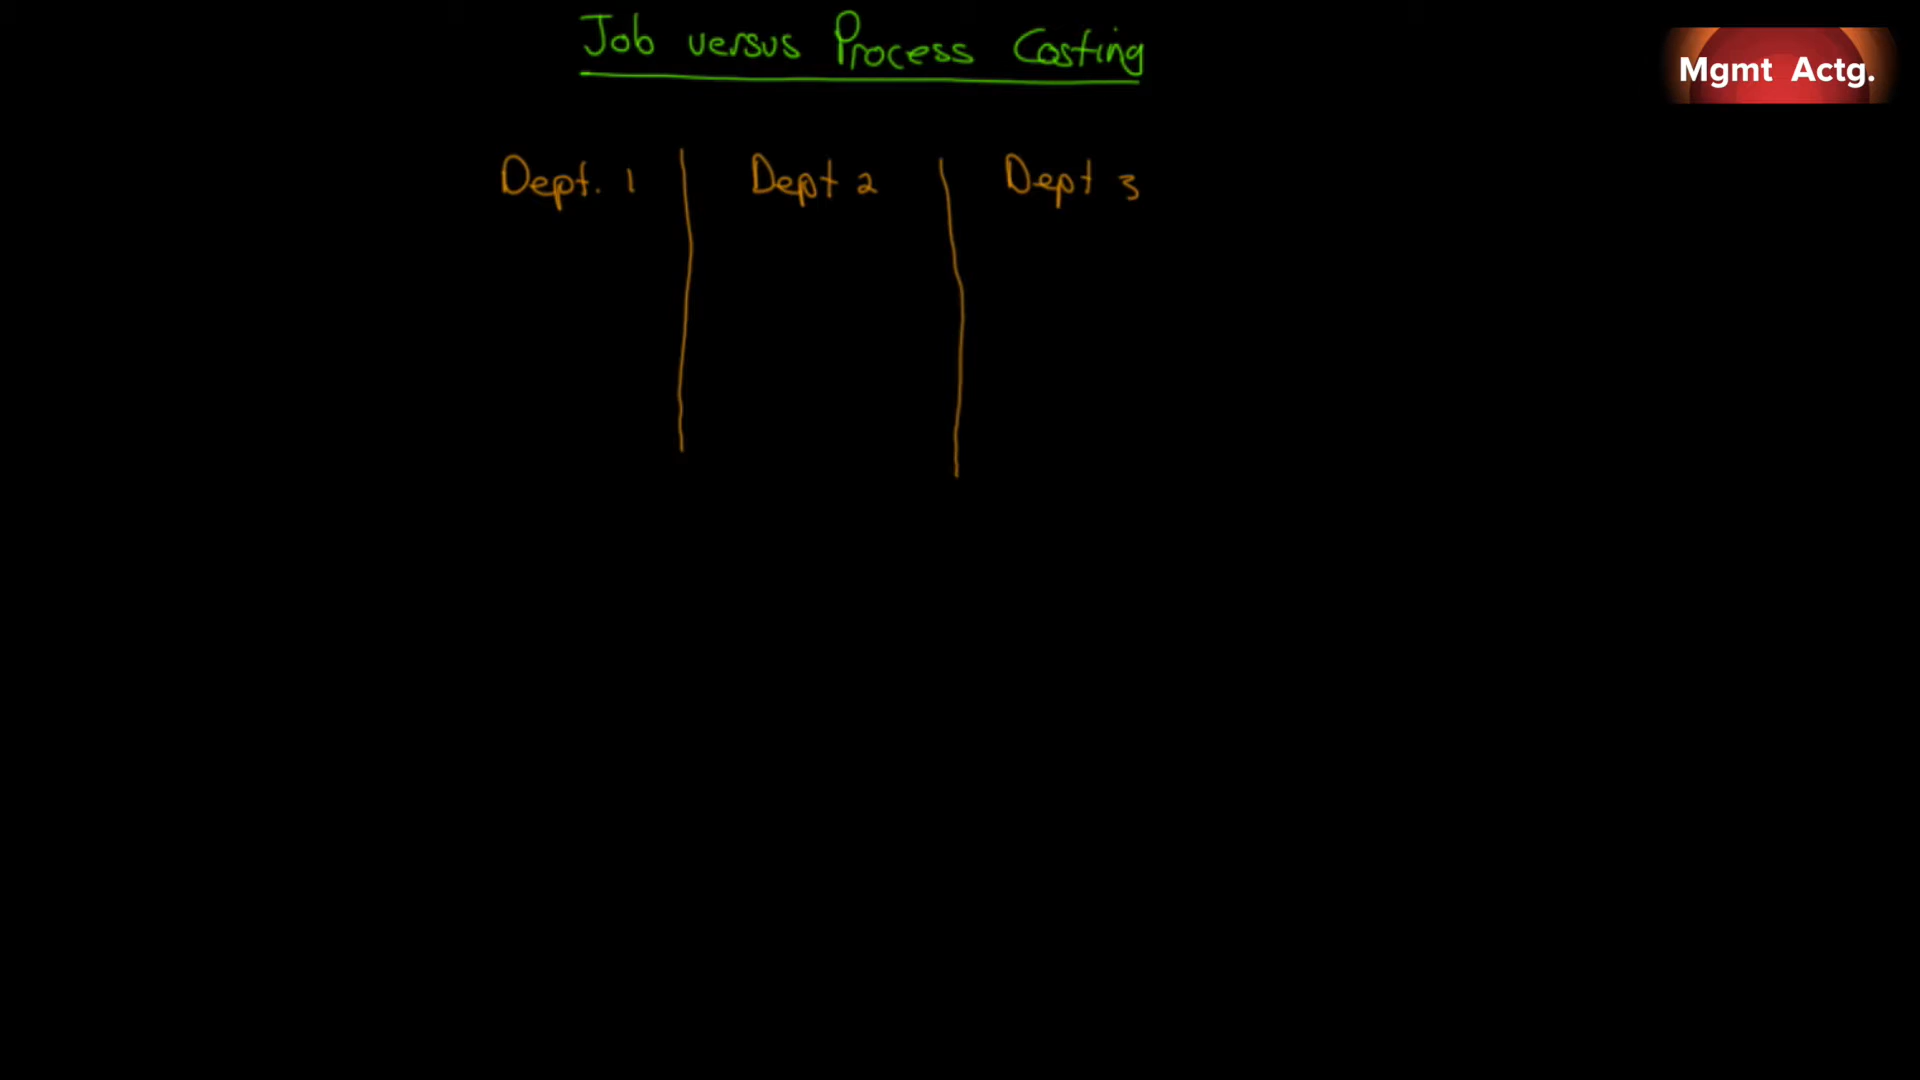 Job versus Process Costing
Mgmt Actg.
Dept. 1 Dept 2 Dept 3